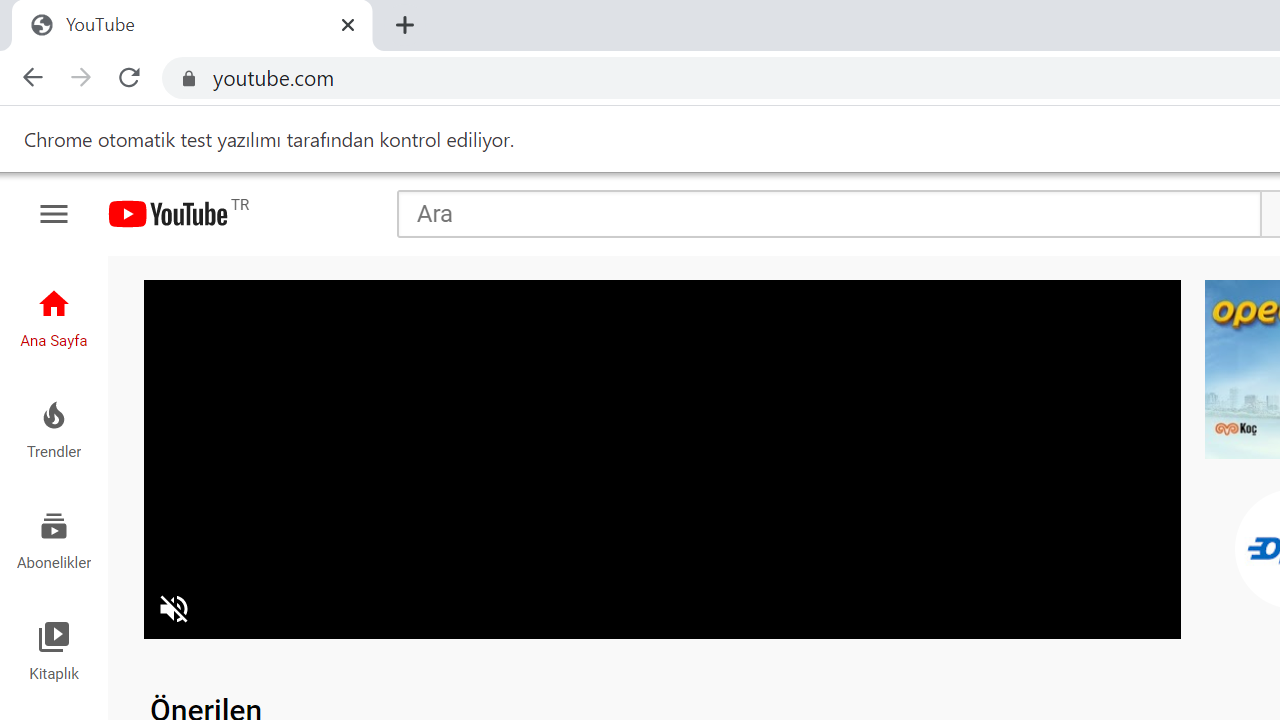 YouTube
youtube.com
Chrome otomatik test yazılımı tarafından kontrol ediliyor.
YouTube TR
Ara
Ana Sayfa
Trendler
Abonelikler
Kitaplık
Koç
Önerilen